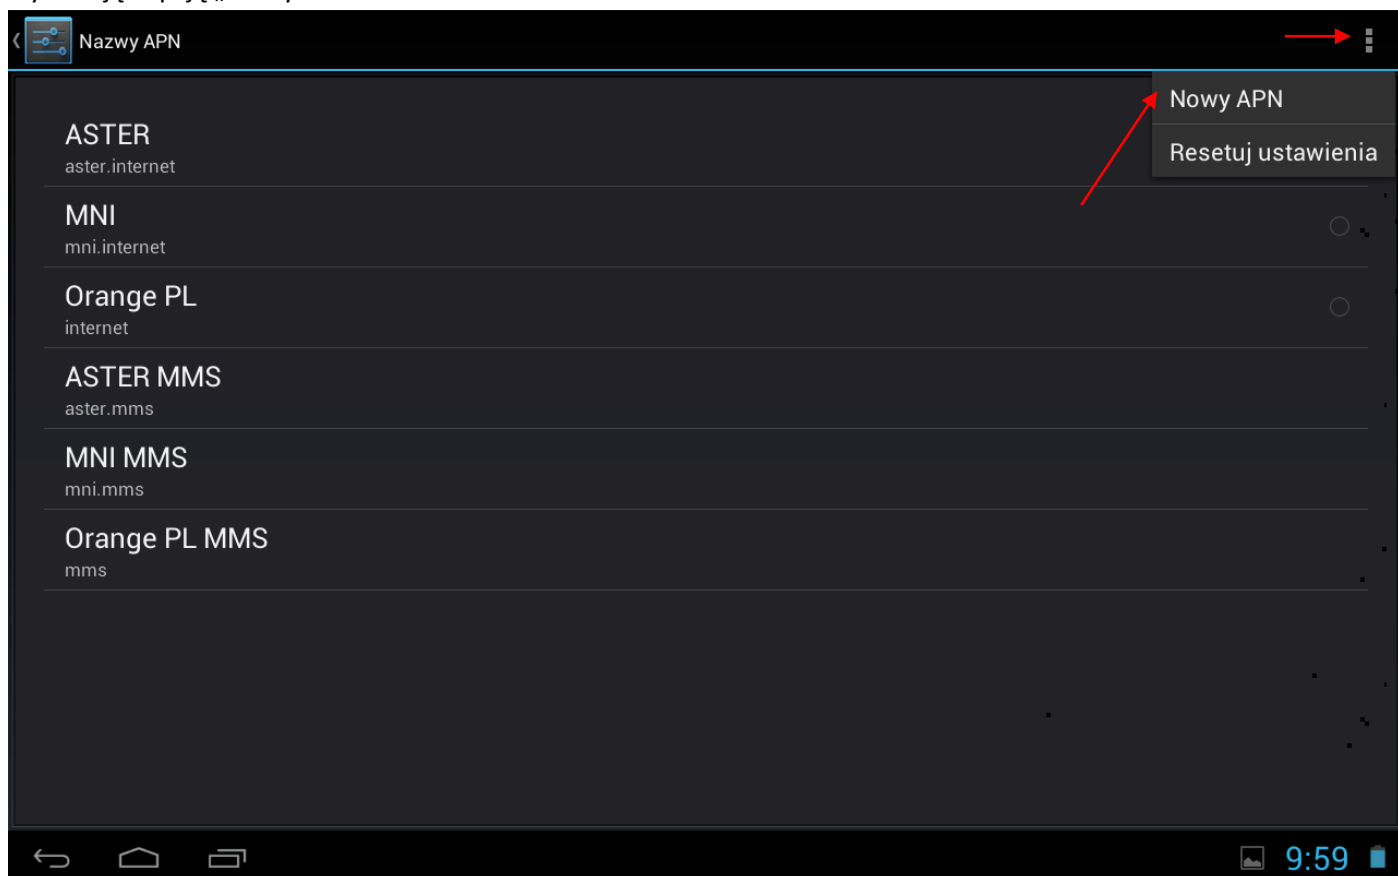 Nazwy APN
Nowy APN
Resetuj ustawienia
ASTER
aster.internet
MNI
mni.internet
Orange PL
internet
ASTER MMS
aster.mms
MNI MMS
mni.mms
Orange PL MMS
mms
9:59